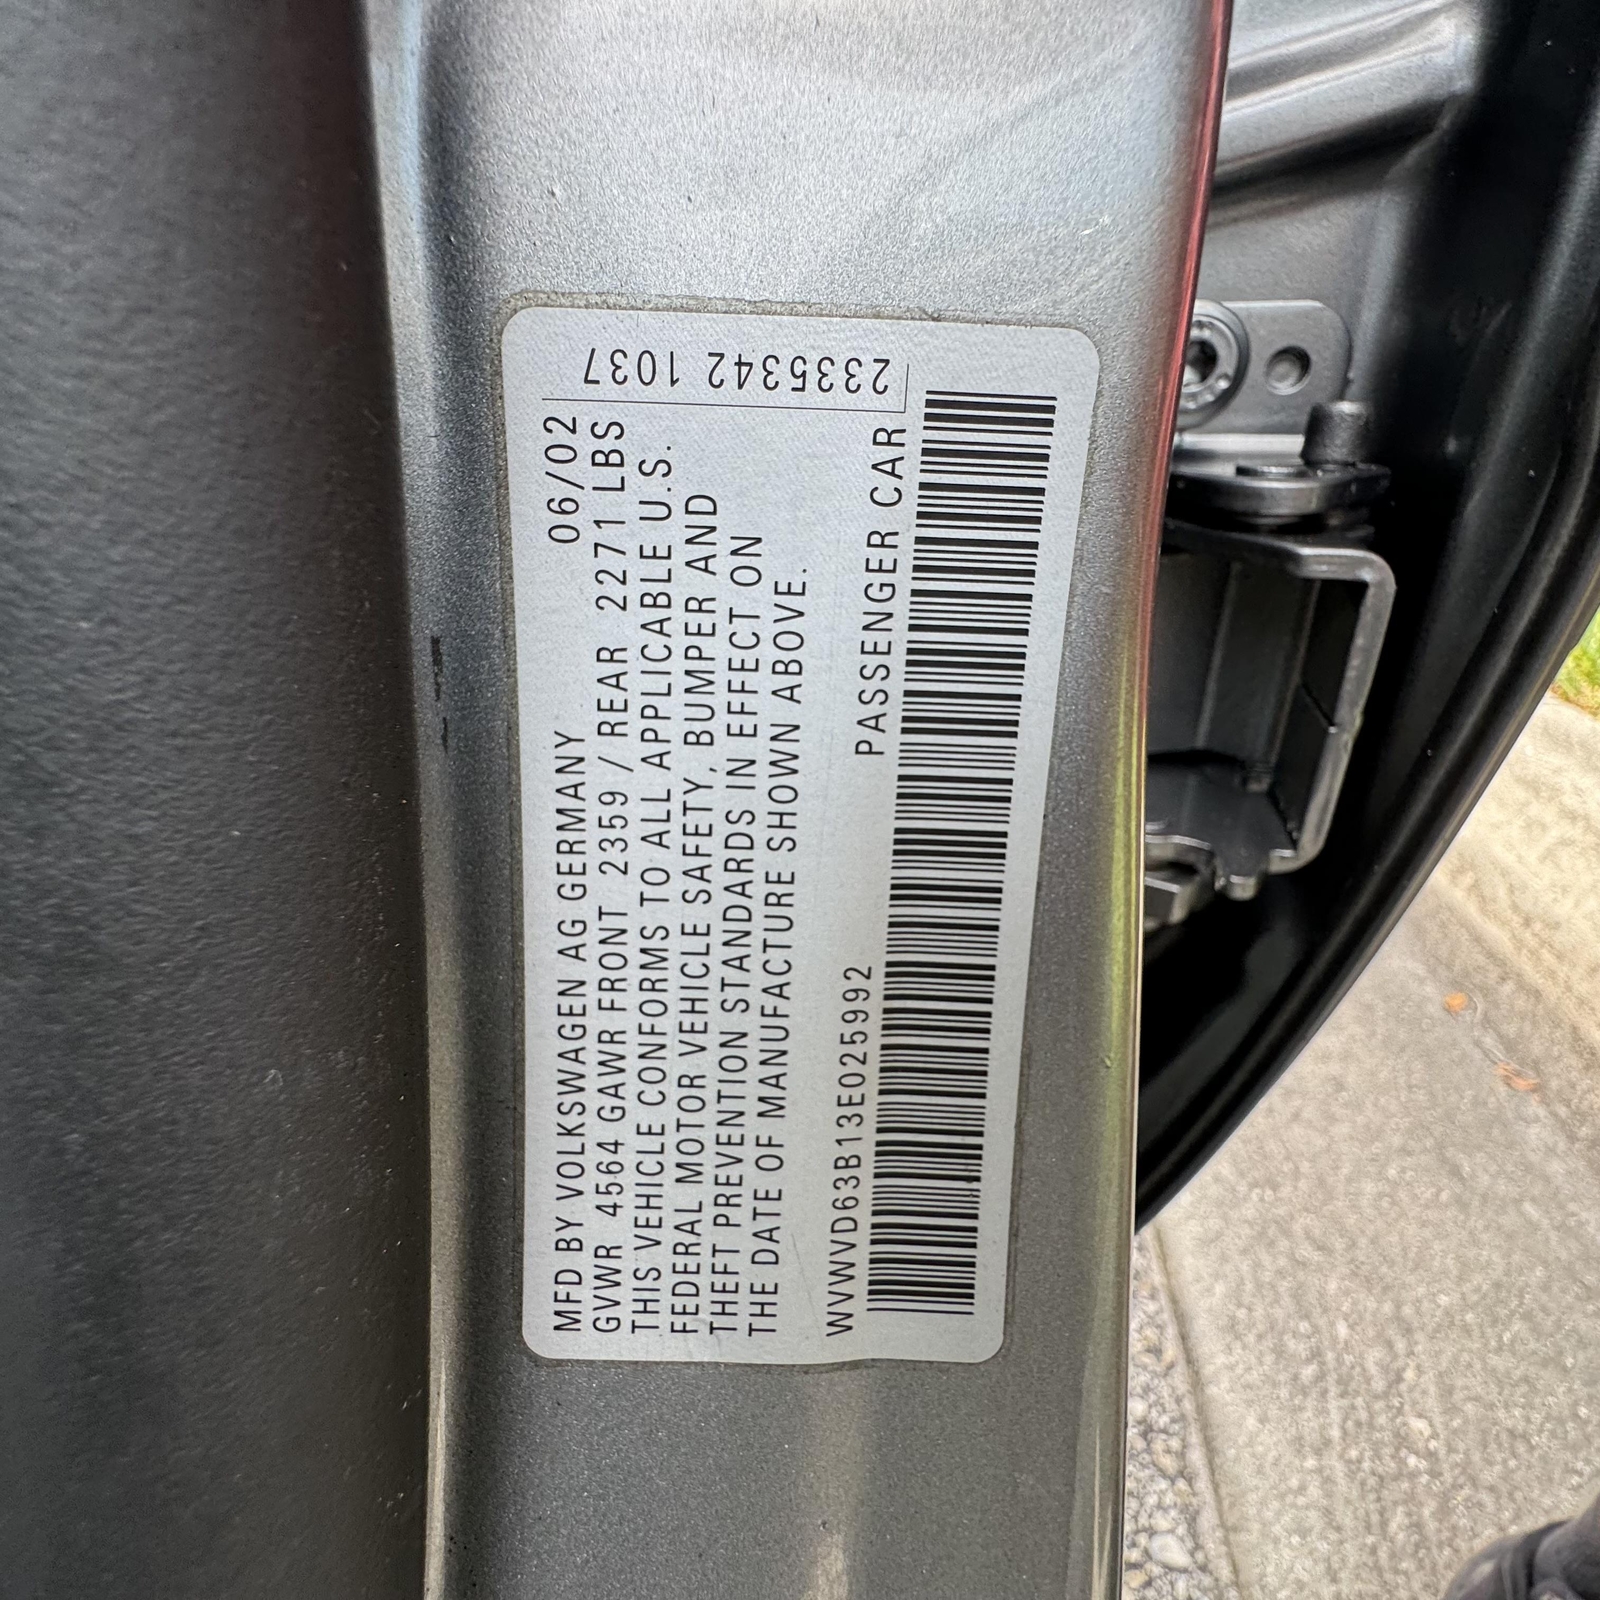 MFD BY VOLKSWAGEN AG GERMANY 06/02
GVWR 4564 GAWR FRONT 2359 / REAR 2271 LBS
THIS VEHICLE CONFORMS TO ALL APPLICABLE U.S.
FEDERAL MOTOR VEHICLE SAFETY, BUMPER AND
THEFT PREVENTION STANDARDS IN EFFECT ON
THE DATE OF MANUFACTURE SHOWN ABOVE.
WVWVD63B13E025992 PASSENGER CAR
2335342 1037